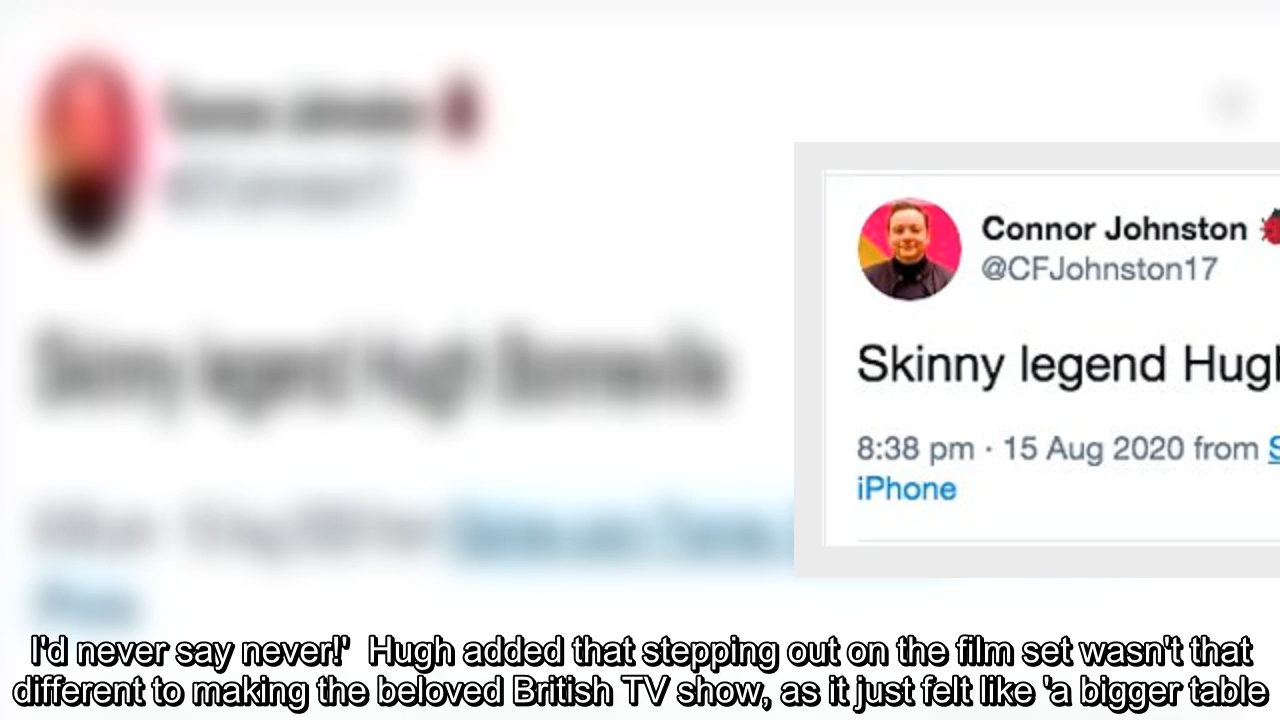 Connor Johnston
@CFJohnston17
Skinny legend Hugh
8:38 pm · 15 Aug 2020 from S
iPhone
I'd never say never!' Hugh added that stepping out on the film set wasn't that
different to making the beloved British TV show, as it just felt like 'a bigger table